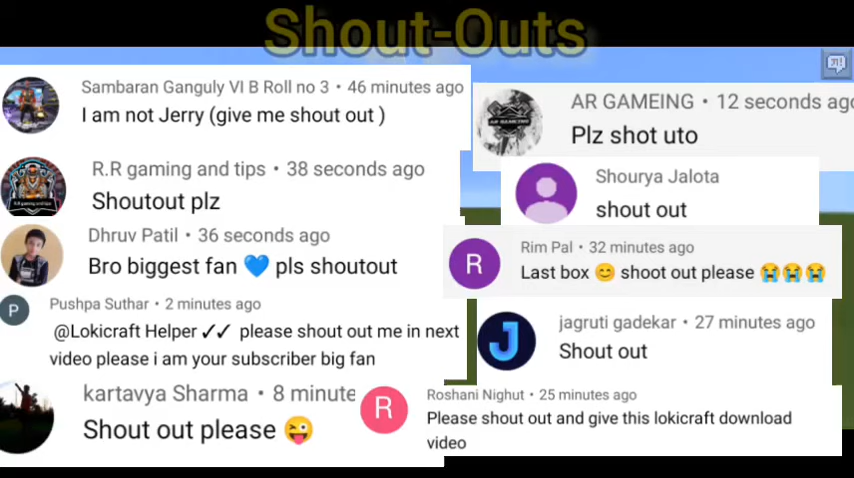 Shout-Outs
Sambaran Ganguly VI B Roll no 3 • 46 minutes ago
I am not Jerry (give me shout out )
R.R gaming and tips • 38 seconds ago
Shoutout plz
Dhruv Patil • 36 seconds ago
Bro biggest fan 💙 pls shoutout
P
Pushpa Suthar • 2 minutes ago
@Lokicraft Helper ✓✓ please shout out me in next
video please i am your subscriber big fan
kartavya Sharma • 8 minute
Shout out please 😜
AR GAMEING • 12 seconds ago
Plz shot uto
Shourya Jalota
shout out
R
Rim Pal • 32 minutes ago
Last box 😊 shoot out please 😭😭😭
J
jagruti gadekar • 27 minutes ago
Shout out
R
Roshani Nighut • 25 minutes ago
Please shout out and give this lokicraft download
video